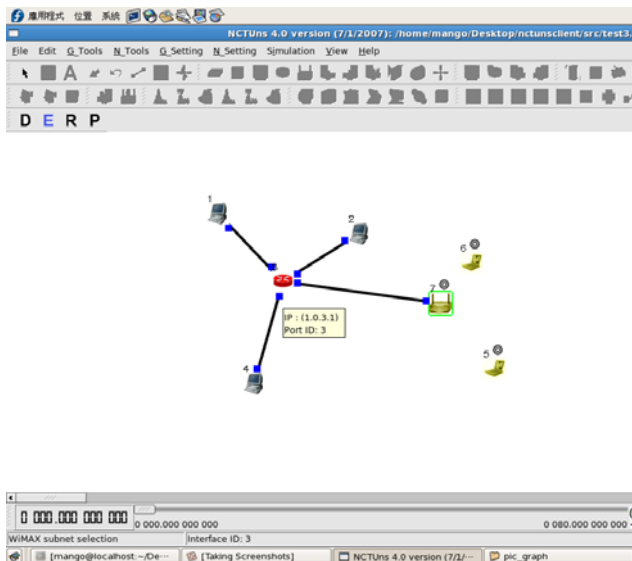 應用程式 位置 系統
NCTUns 4.0 version (7/1/2007): /home/mango/Desktop/nctunsclient/src/test3.
File Edit G_Tools N_Tools G_Setting N_Setting Simulation View Help
D E R P
1
2
6
7
IP : (1.0.3.1)
Port ID: 3
5
4
0 000.000 000 000
0 000.000 000 000
0 080.000 000 000
WiMAX subnet selection
Interface ID: 3
[mango@localhost:~/De···
[Taking Screenshots]
NCTUns 4.0 version (7/1/···
pic_graph